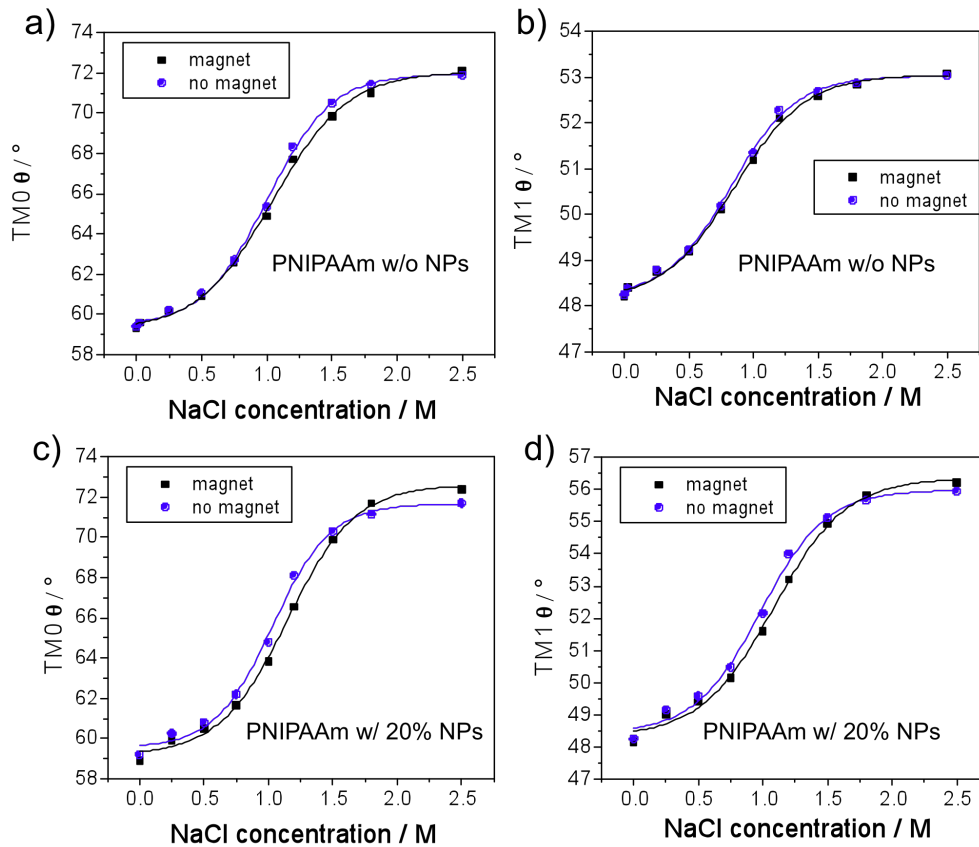 a)
74
72
70
68
66
64
62
60
58
TM0 θ / °
magnet
no magnet
PNIPAAm w/o NPs
0.0 0.5 1.0 1.5 2.0 2.5
NaCl concentration / M
b)
54
53
52
51
50
49
48
47
TM1 θ / °
magnet
no magnet
PNIPAAm w/o NPs
0.0 0.5 1.0 1.5 2.0 2.5
NaCl concentration / M
c)
74
72
70
68
66
64
62
60
58
TM0 θ / °
magnet
no magnet
PNIPAAm w/ 20% NPs
0.0 0.5 1.0 1.5 2.0 2.5
NaCl concentration / M
d)
57
56
55
54
53
52
51
50
49
48
47
TM1 θ / °
magnet
no magnet
PNIPAAm w/ 20% NPs
0.0 0.5 1.0 1.5 2.0 2.5
NaCl concentration / M